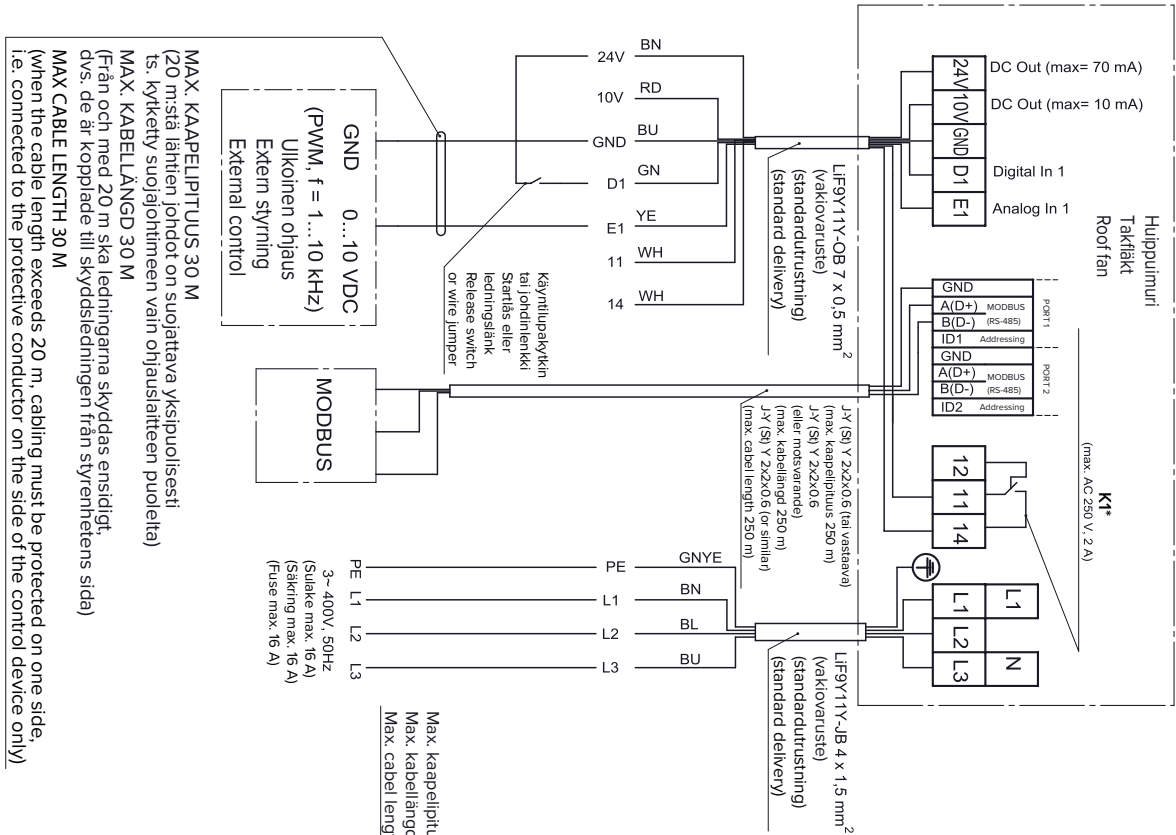 Huippuimuri
Takfläkt
Roof fan
24V
10V
GND
D1
E1
DC Out (max= 70 mA)
DC Out (max= 10 mA)
Digital In 1
Analog In 1
GND
A(D+)
B(D-)
MODBUS
(RS-485)
ID1
Addressing
PORT 1
GND
A(D+)
B(D-)
MODBUS
(RS-485)
ID2
Addressing
PORT 2
K1*
(max. AC 250 V, 2 A)
12
11
14
L1
N
L1
L2
L3
LiF9Y11Y-OB 7 x 0,5 mm2
(vakiovaruste)
(standardutrustning)
(standard delivery)
J-Y (St) Y 2x2x0.6 (tai vastaava)
(max. kaapelipituus 250 m)
J-Y (St) Y 2x2x0.6
(eller motsvarande)
(max. kabellängd 250 m)
J-Y (St) Y 2x2x0.6 (or similar)
(max. cabel length 250 m)
LiF9Y11Y-JB 4 x 1,5 mm2
(vakiovaruste)
(standardutrustning)
(standard delivery)
24V
BN
10V
RD
GND
BU
D1
GN
E1
YE
11
WH
14
WH
PE
GNYE
L1
BN
L2
BL
L3
BU
Käyntilupakytkin
tai johdinlenkki
Startlås eller
ledningslänk
Release switch
or wire jumper
GND
0...10 VDC
(PWM, f = 1...10 kHz)
Ulkoinen ohjaus
Extern styrning
External control
MODBUS
PE
L1
L2
L3
3~ 400V, 50Hz
(Sulake max. 16 A)
(Säkring max. 16 A)
(Fuse max. 16 A)
Max.
Max.
Max. cabel
MAX. KAAPELIPITUUS 30 M
(20 m:stä lähtien johdot on suojattava yksipuolisesti
ts. kytketty suojajohtimeen vain ohjauslaitteen puolelta)
MAX. KABELLÄNGD 30 M
(Från och med 20 m ska ledningarna skyddas ensidigt,
dvs. de är kopplade till skyddsledningen från styrenhetens sida)
MAX CABLE LENGTH 30 M
(when the cable length exceeds 20 m, cabling must be protected on one side,
i.e. connected to the protective conductor on the side of the control device only)